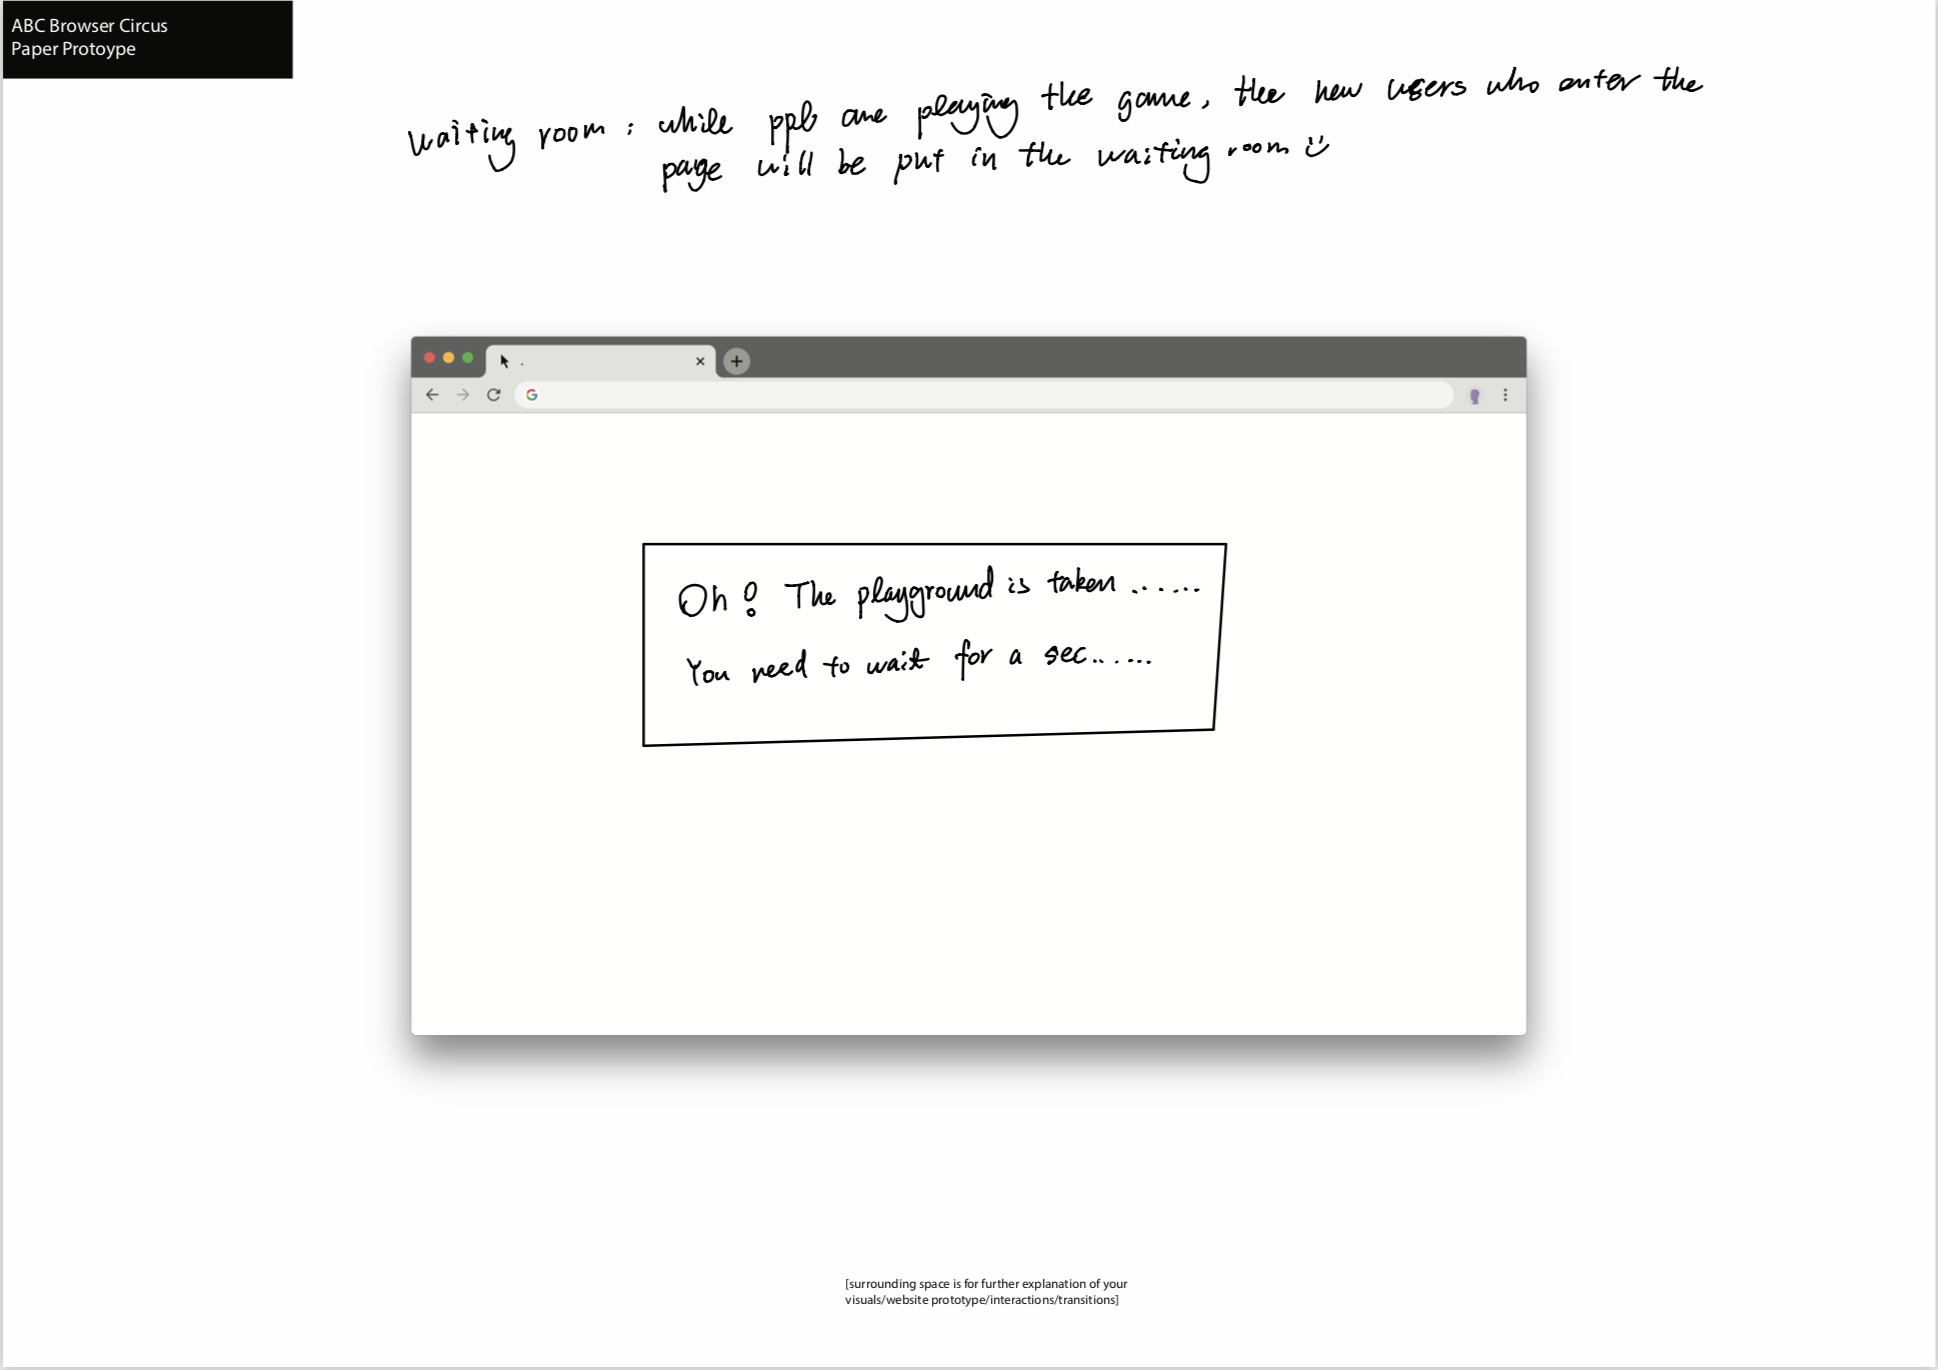 ABC Browser Circus
Paper Protoype
waiting room : while ppl are playing the game, the new users who enter the
page will be put in the waiting room
Oh! The playground is taken ......
You need to wait for a sec......
[surrounding space is for further explanation of your
visuals/website prototype/interactions/transitions]